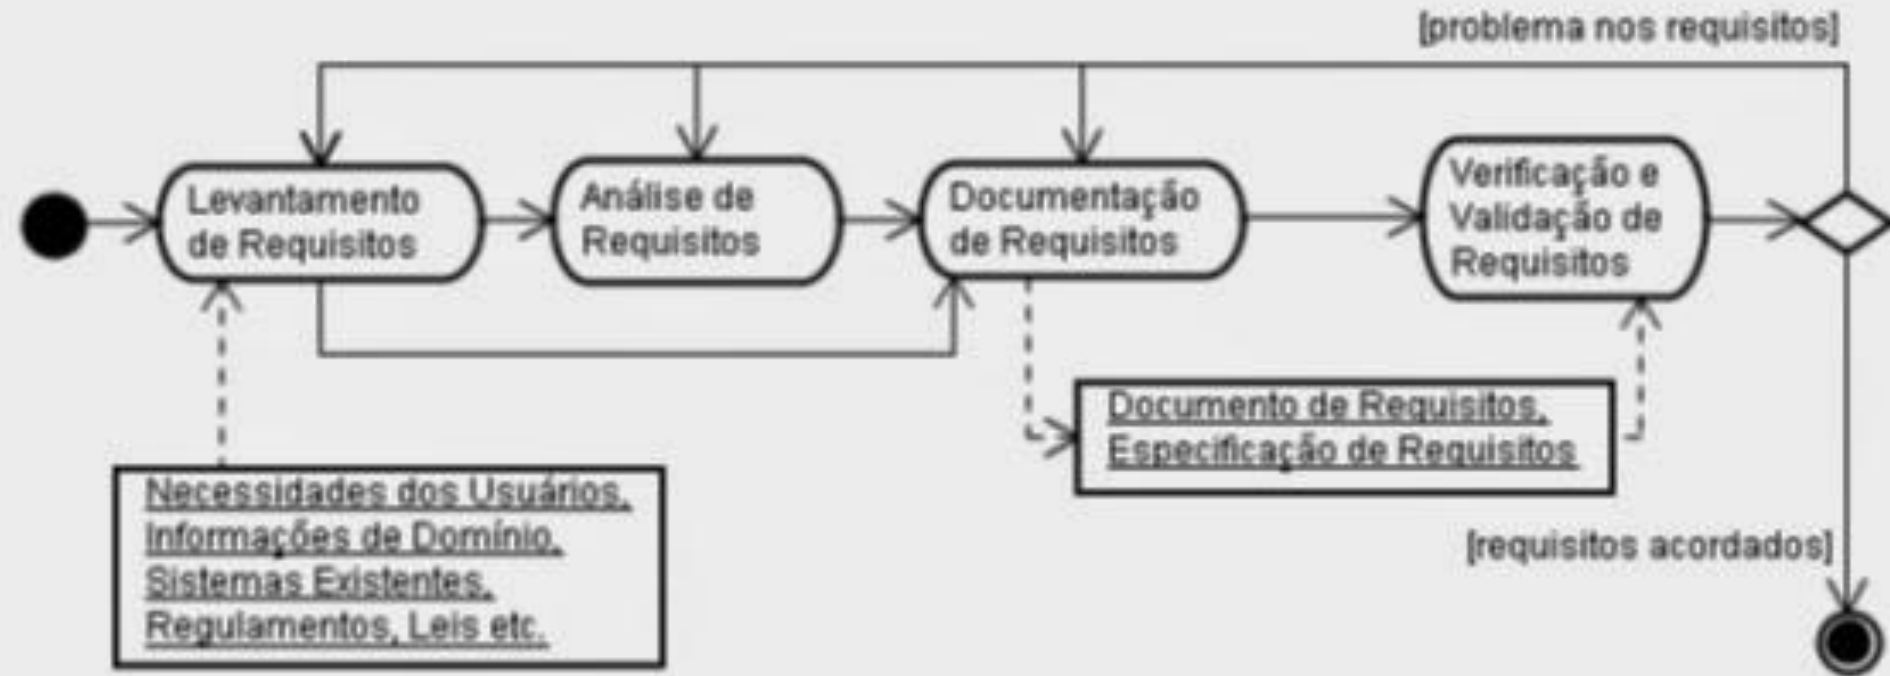 [problema nos requisitos]
Levantamento
de Requisitos
Análise de
Requisitos
Documentação
de Requisitos
Verificação e
Validação de
Requisitos
Documento de Requisitos,
Especificação de Requisitos
Necessidades dos Usuários,
Informações de Domínio,
Sistemas Existentes,
Regulamentos, Leis etc.
[requisitos acordados]